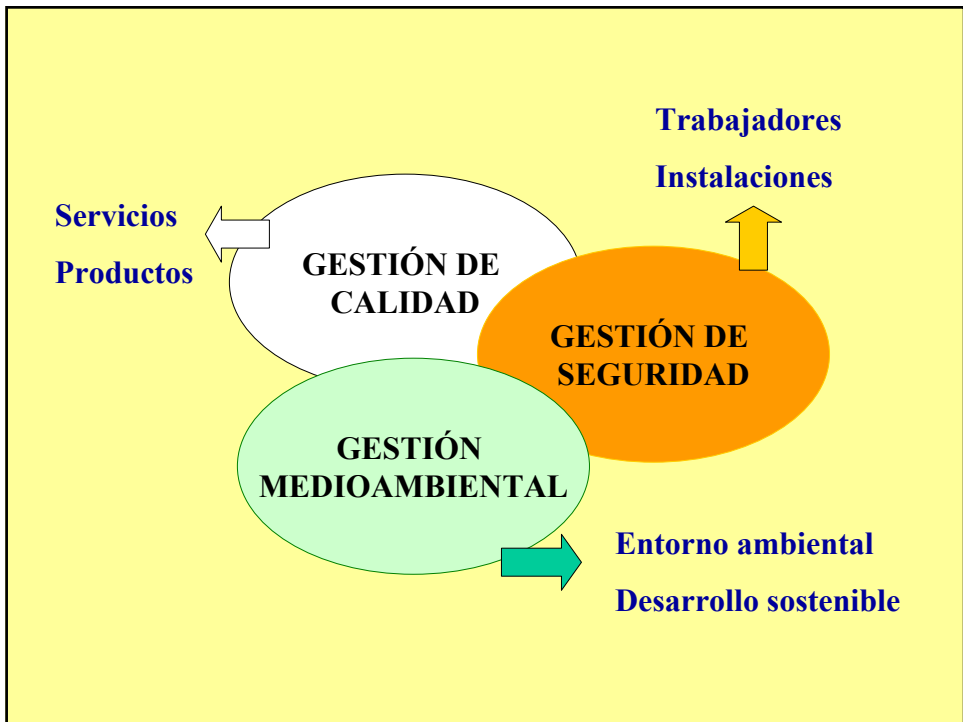 Trabajadores
Instalaciones
Servicios
Productos
GESTIÓN DE
CALIDAD
GESTIÓN DE
SEGURIDAD
GESTIÓN
MEDIOAMBIENTAL
Entorno ambiental
Desarrollo sostenible